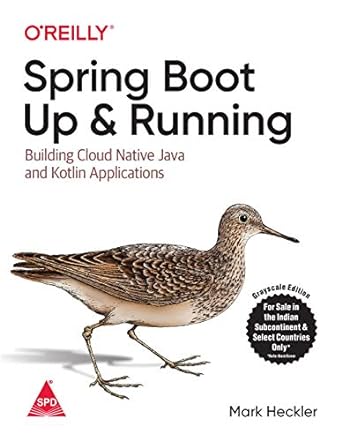 O'REILLY®
Spring Boot
Up & Running
Building Cloud Native Java
and Kotlin Applications
Grayscale Edition
For Sale in
the Indian
Subcontinent &
Select Countries
Only*
SPD
Mark Heckler